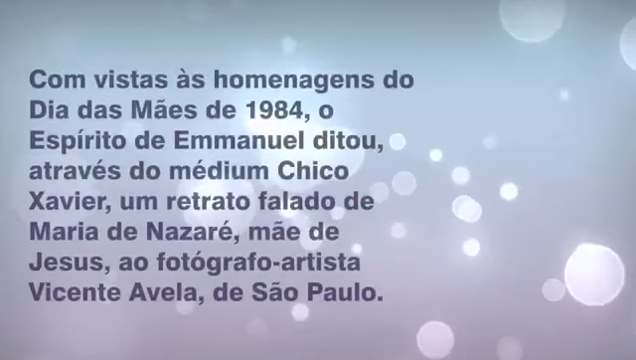 Com vistas às homenagens do
Dia das Mães de 1984, o
Espírito de Emmanuel ditou,
através do médium Chico
Xavier, um retrato falado de
Maria de Nazaré, mãe de
Jesus, ao fotógrafo-artista
Vicente Avela, de São Paulo.